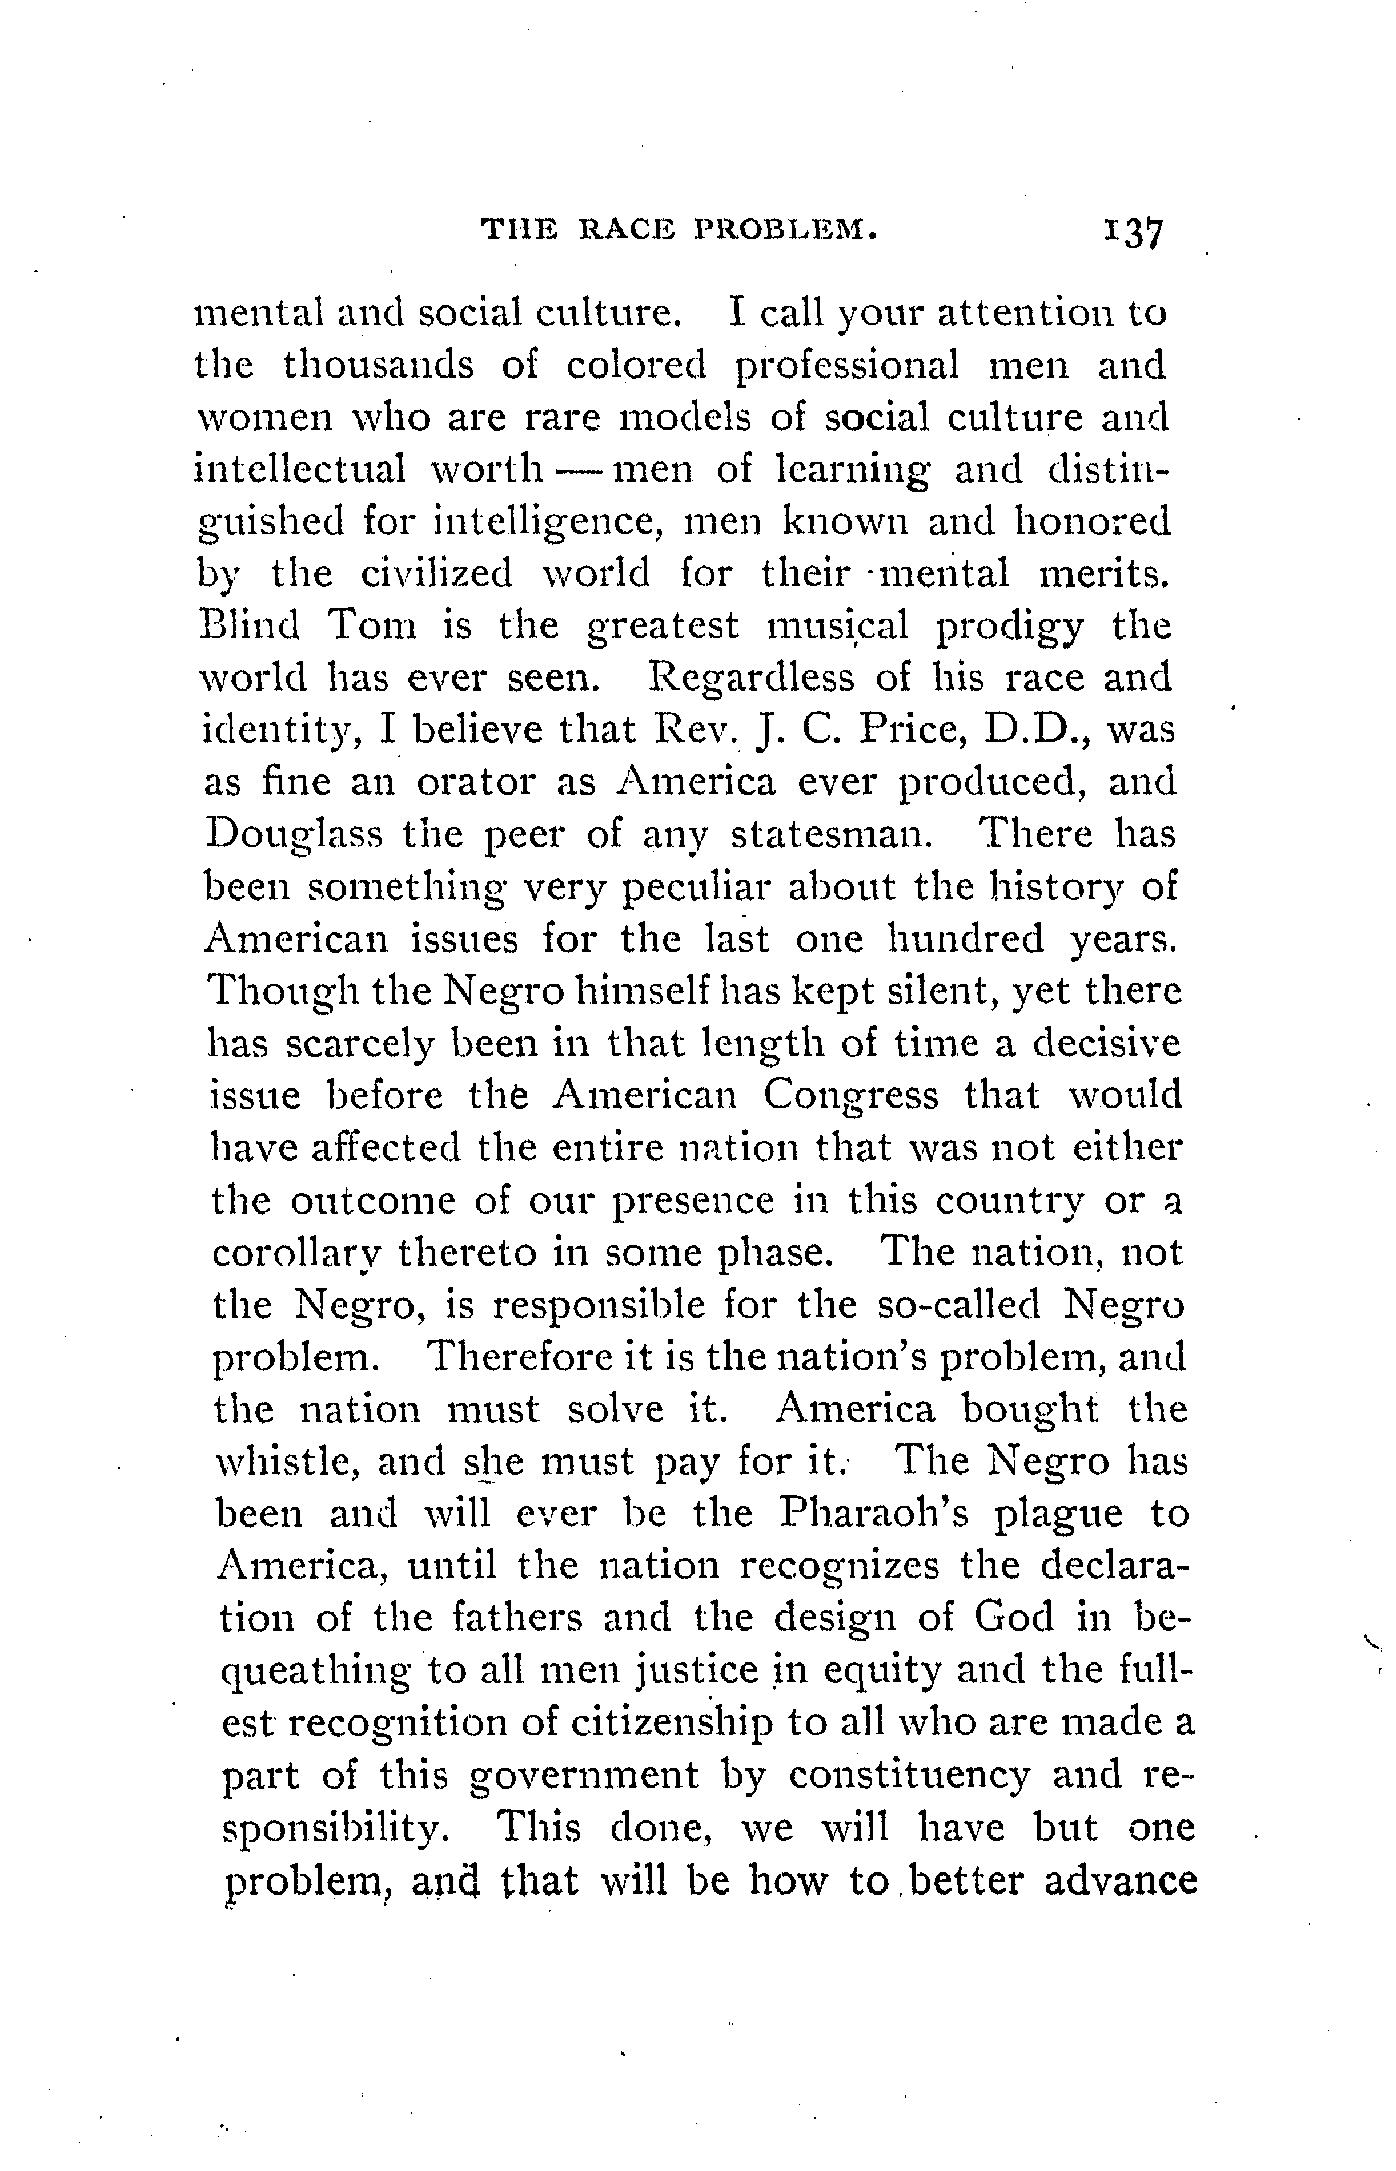 THE RACE PROBLEM. 137
mental and social culture. I call your attention to
the thousands of colored professional men and
women who are rare models of social culture and
intellectual worth — men of learning and distin-
guished for intelligence, men known and honored
by the civilized world for their mental merits.
Blind Tom is the greatest musical prodigy the
world has ever seen. Regardless of his race and
identity, I believe that Rev. J. C. Price, D.D., was
as fine an orator as America ever produced, and
Douglass the peer of any statesman. There has
been something very peculiar about the history of
American issues for the last one hundred years.
Though the Negro himself has kept silent, yet there
has scarcely been in that length of time a decisive
issue before the American Congress that would
have affected the entire nation that was not either
the outcome of our presence in this country or a
corollary thereto in some phase. The nation, not
the Negro, is responsible for the so-called Negro
problem. Therefore it is the nation's problem, and
the nation must solve it. America bought the
whistle, and she must pay for it. The Negro has
been and will ever be the Pharaoh's plague to
America, until the nation recognizes the declara-
tion of the fathers and the design of God in be-
queathing to all men justice in equity and the full-
est recognition of citizenship to all who are made a
part of this government by constituency and re-
sponsibility. This done, we will have but one
problem, and that will be how to better advance